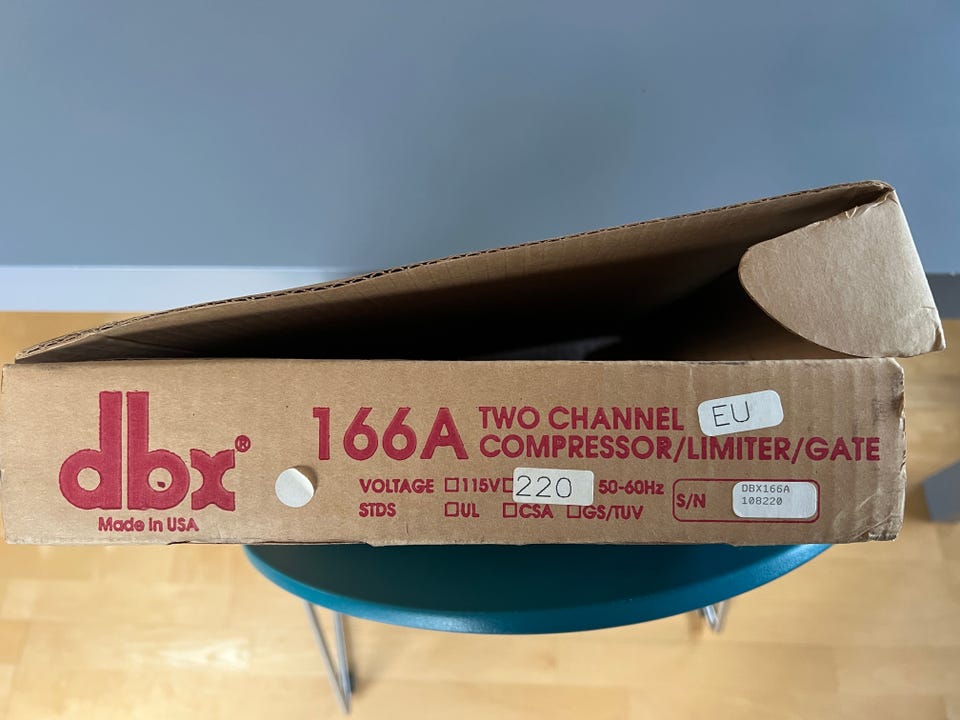 dbx®
Made in USA
166A
TWO CHANNEL EU
COMPRESSOR/LIMITER/GATE
VOLTAGE □115V□ 220 50-60Hz
STDS □UL □CSA □GS/TUV
S/N DBX166A
108220